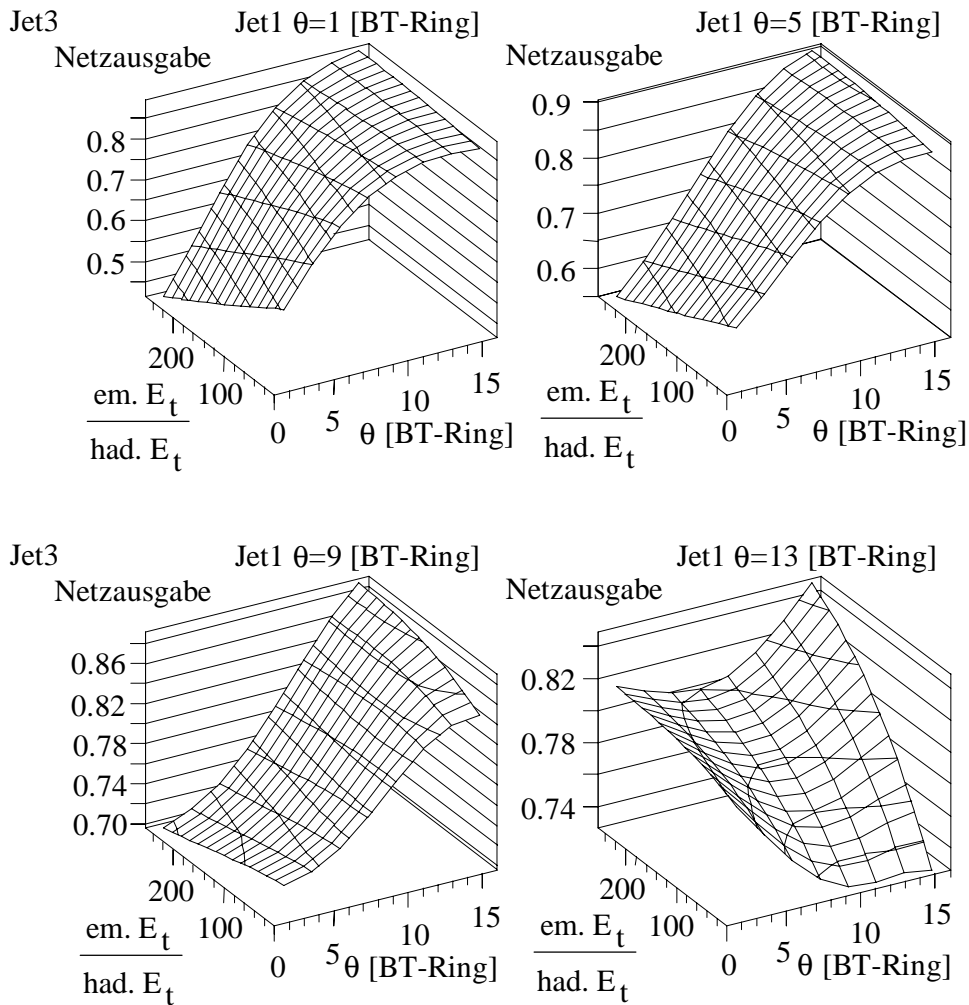 Jet3
Jet1 θ=1 [BT-Ring]
Netzausgabe
0.8
0.7
0.6
0.5
200
100
0
5
10
15
em. E_t
had. E_t
θ [BT-Ring]
Jet1 θ=5 [BT-Ring]
Netzausgabe
0.9
0.8
0.7
0.6
200
100
0
5
10
15
em. E_t
had. E_t
θ [BT-Ring]
Jet3
Jet1 θ=9 [BT-Ring]
Netzausgabe
0.86
0.82
0.78
0.74
0.70
200
100
0
5
10
15
em. E_t
had. E_t
θ [BT-Ring]
Jet1 θ=13 [BT-Ring]
Netzausgabe
0.82
0.78
0.74
200
100
0
5
10
15
em. E_t
had. E_t
θ [BT-Ring]